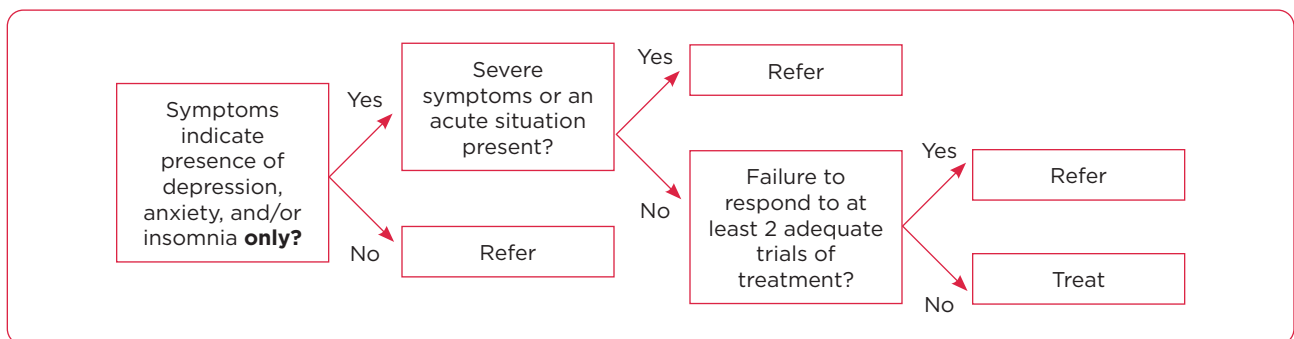 Symptoms
indicate
presence of
depression,
anxiety, and/or
insomnia only?
Yes
No
Severe
symptoms or an
acute situation
present?
Refer
Yes
No
Refer
Failure to
respond to at
least 2 adequate
trials of
treatment?
Yes
No
Refer
Treat